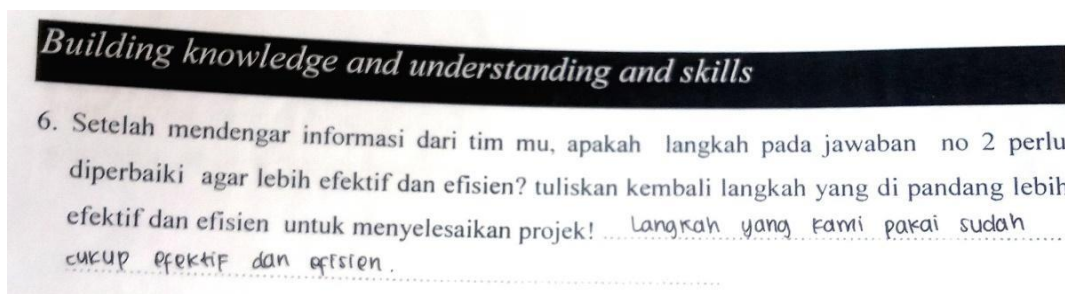 Building knowledge and understanding and skills
6. Setelah mendengar informasi dari tim mu, apakah langkah pada jawaban no 2 perlu
diperbaiki agar lebih efektif dan efisien? tuliskan kembali langkah yang di pandang lebih
efektif dan efisien untuk menyelesaikan projek! Langkah yang kami pakai sudah
cukup efektif dan efisien.